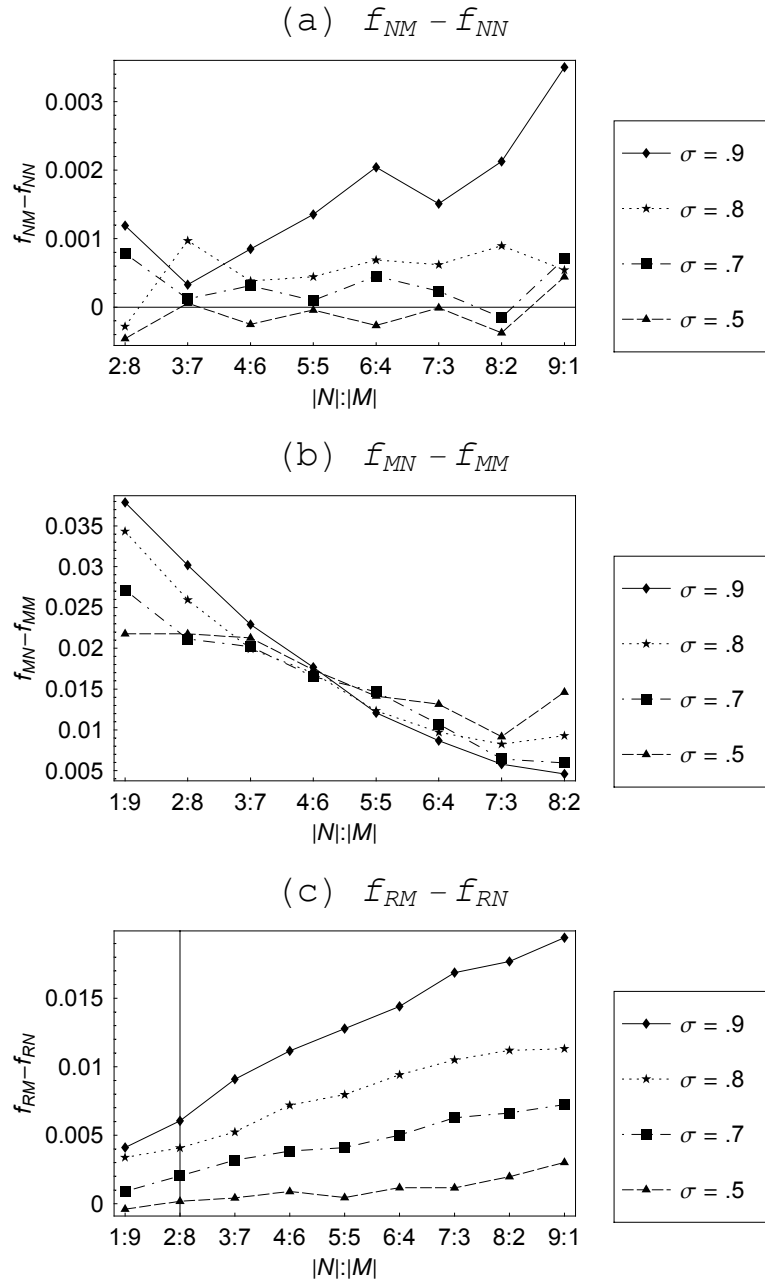 (a) f_NM – f_NN
f_NM–f_NN
0.003
0.002
0.001
0
2:8 3:7 4:6 5:5 6:4 7:3 8:2 9:1
|N|:|M|
σ = .9
σ = .8
σ = .7
σ = .5
(b) f_MN – f_MM
f_MN–f_MM
0.035
0.03
0.025
0.02
0.015
0.01
0.005
1:9 2:8 3:7 4:6 5:5 6:4 7:3 8:2
|N|:|M|
σ = .9
σ = .8
σ = .7
σ = .5
(c) f_RM – f_RN
f_RM–f_RN
0.015
0.01
0.005
0
1:9 2:8 3:7 4:6 5:5 6:4 7:3 8:2 9:1
|N|:|M|
σ = .9
σ = .8
σ = .7
σ = .5